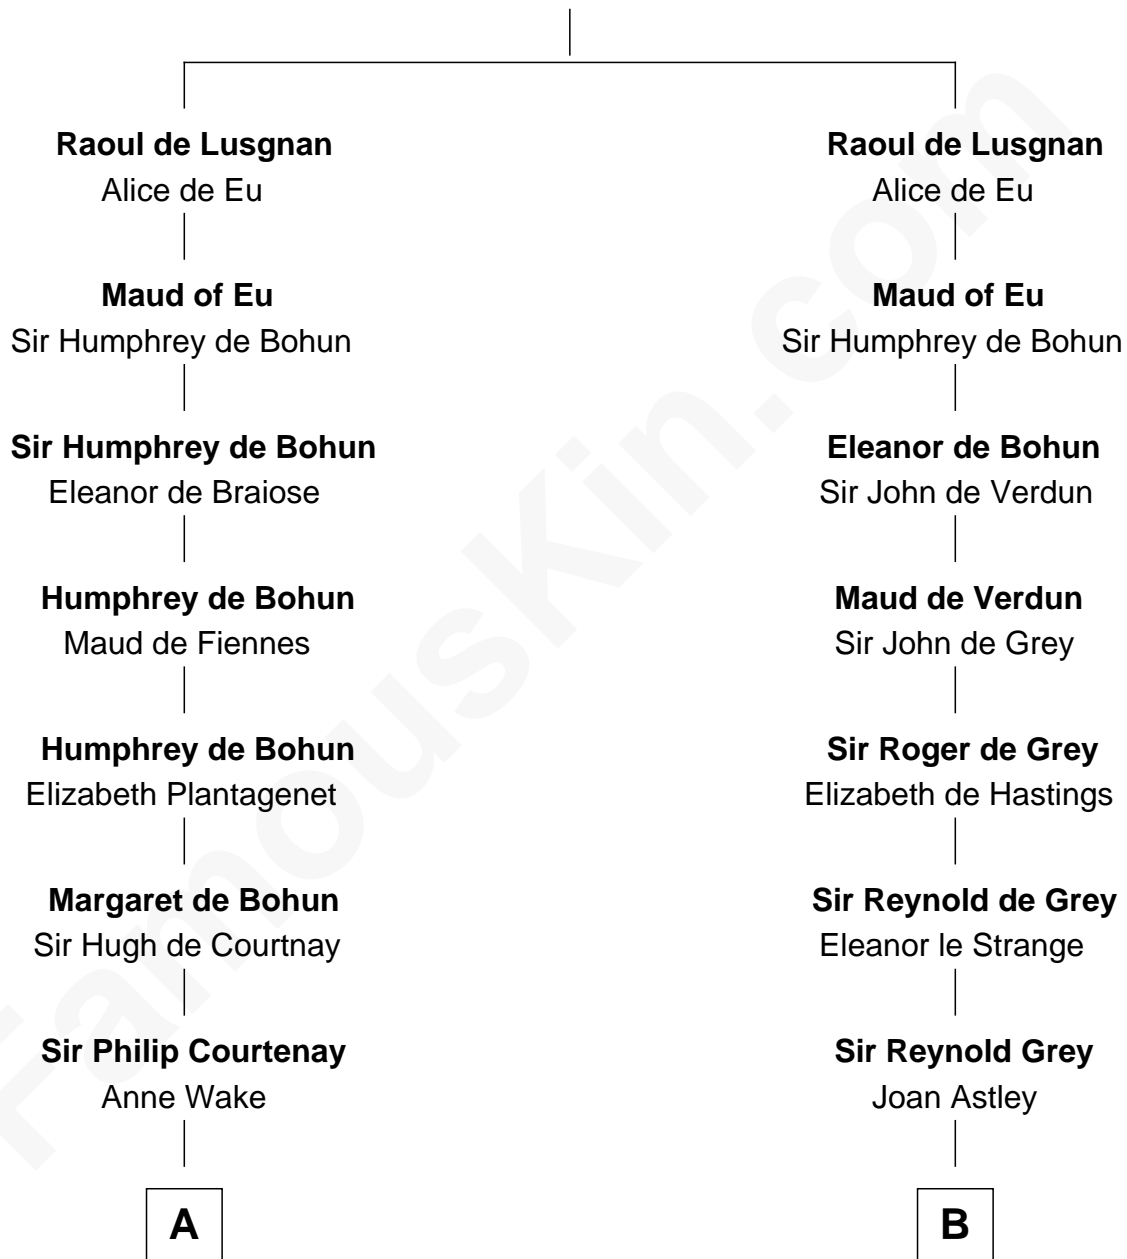 Raoul de Lusgnan
Alice de Eu
Maud of Eu
Sir Humphrey de Bohun
Sir Humphrey de Bohun
Eleanor de Braiose
Humphrey de Bohun
Maud de Fiennes
Humphrey de Bohun
Elizabeth Plantagenet
Margaret de Bohun
Sir Hugh de Courtnay
Sir Philip Courtenay
Anne Wake
A
Raoul de Lusgnan
Alice de Eu
Maud of Eu
Sir Humphrey de Bohun
Eleanor de Bohun
Sir John de Verdun
Maud de Verdun
Sir John de Grey
Sir Roger de Grey
Elizabeth de Hastings
Sir Reynold de Grey
Eleanor le Strange
Sir Reynold Grey
Joan Astley
B
FamousKin.com